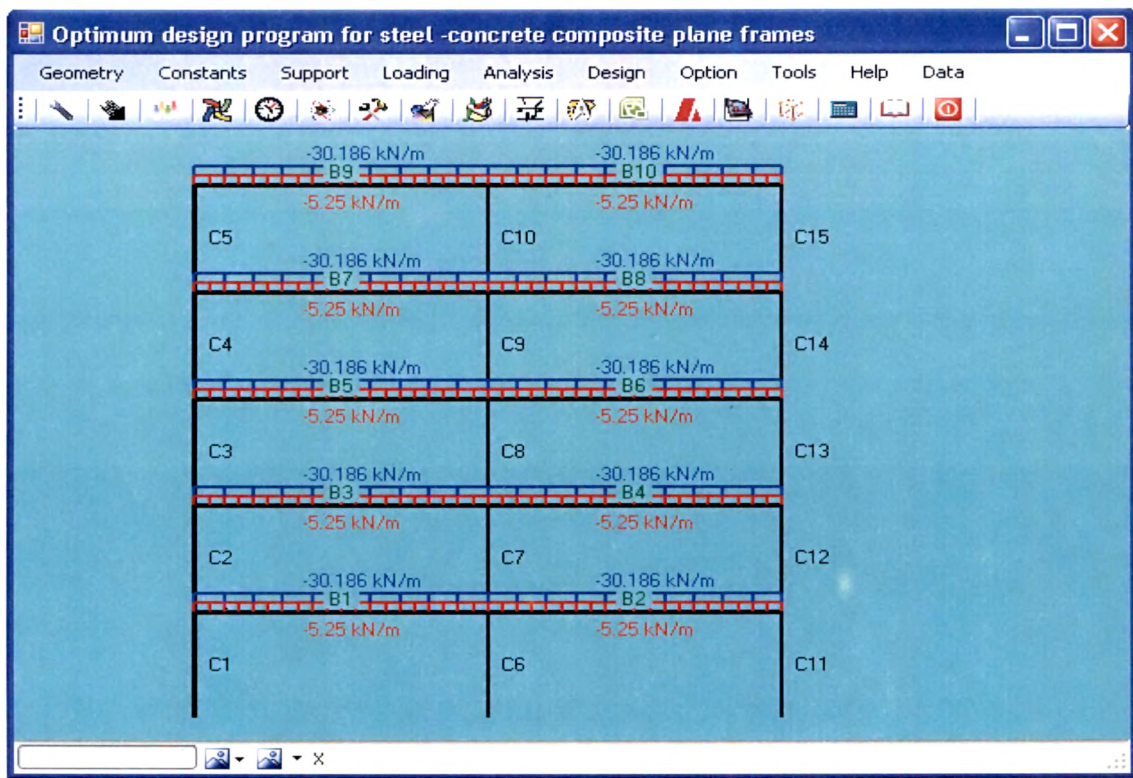 Optimum design program for steel -concrete composite plane frames
Geometry Constants Support Loading Analysis Design Option Tools Help Data
-30.186 kN/m -30.186 kN/m
B9 B10
-5.25 kN/m -5.25 kN/m
C5 C10 C15
-30.186 kN/m -30.186 kN/m
B7 B8
-5.25 kN/m -5.25 kN/m
C4 C9 C14
-30.186 kN/m -30.186 kN/m
B5 B6
-5.25 kN/m -5.25 kN/m
C3 C8 C13
-30.186 kN/m -30.186 kN/m
B3 B4
-5.25 kN/m -5.25 kN/m
C2 C7 C12
-30.186 kN/m -30.186 kN/m
B1 B2
-5.25 kN/m -5.25 kN/m
C1 C6 C11
X